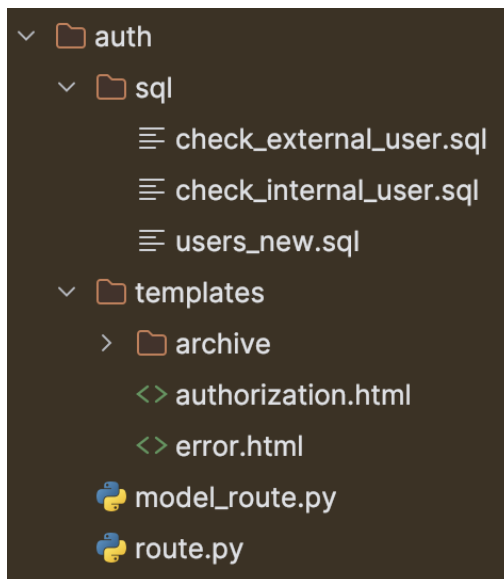 auth
sql
check_external_user.sql
check_internal_user.sql
users_new.sql
templates
archive
authorization.html
error.html
model_route.py
route.py